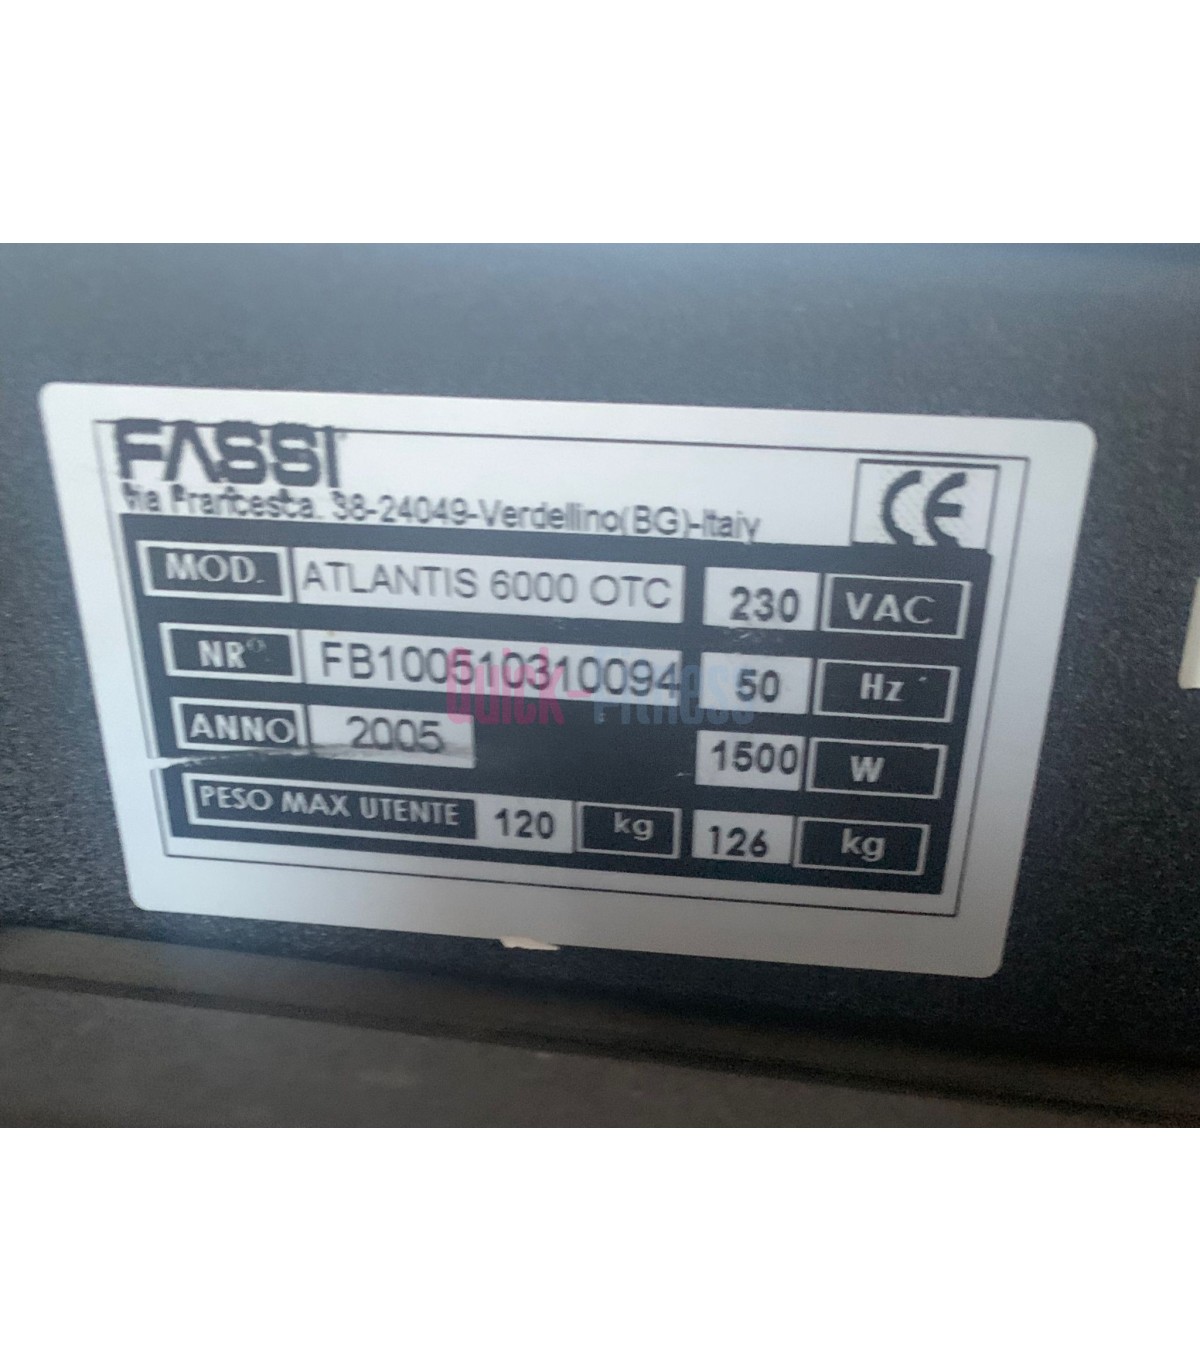 FASSI
Via Francesca. 38-24049-Verdellino(BG)-Italy
CE
MOD. ATLANTIS 6000 OTC 230 VAC
NR° FB100510310094 50 Hz
Quick-Fitness
ANNO 2005 1500 W
PESO MAX UTENTE 120 kg 126 kg